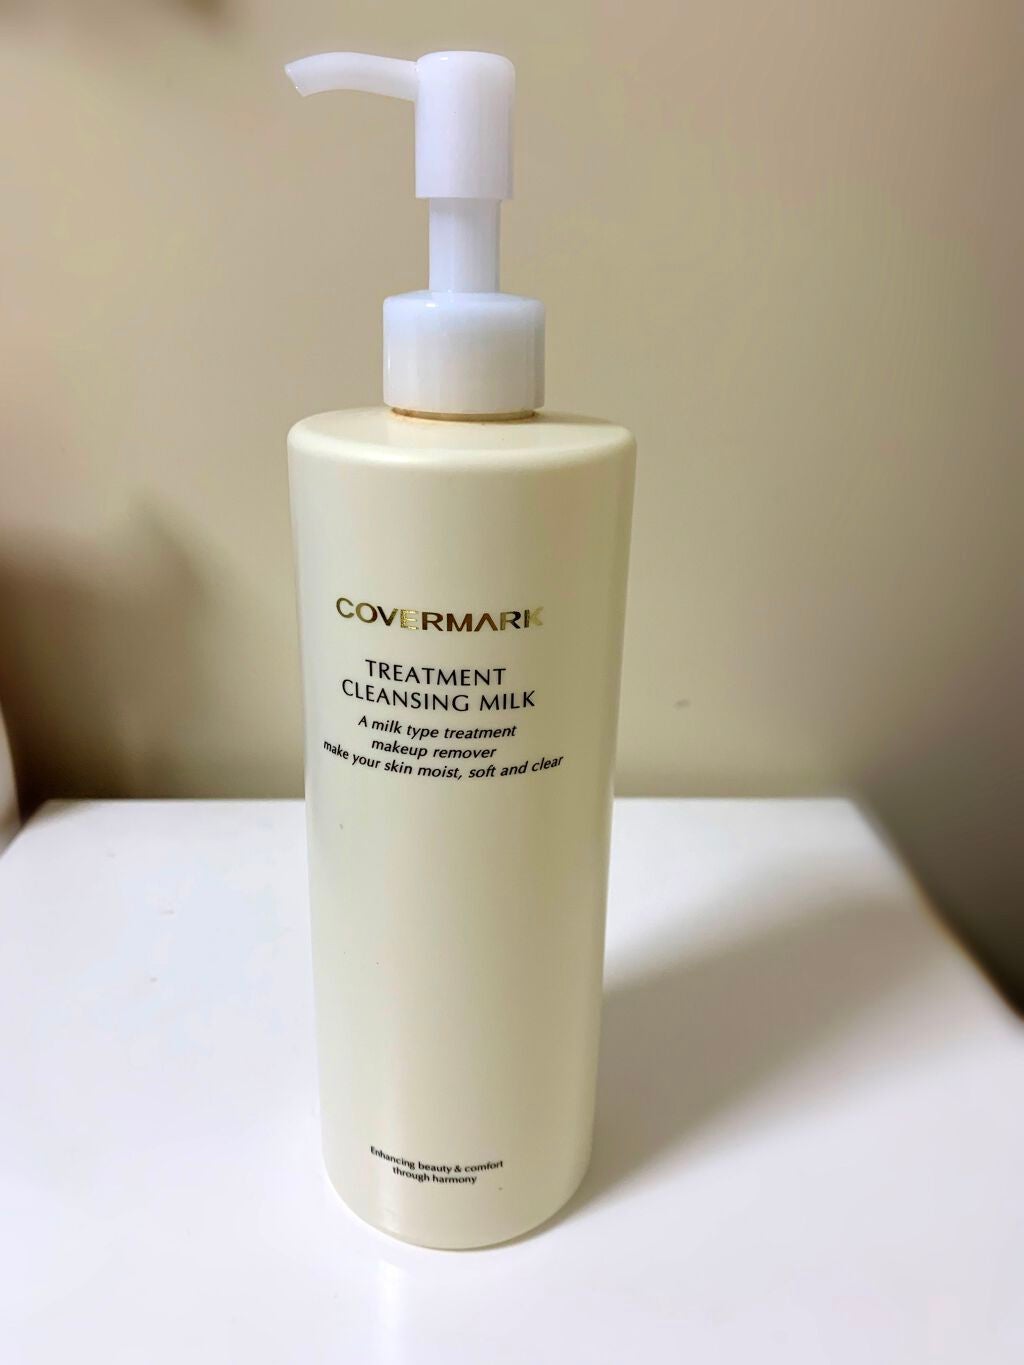 COVERMARK
TREATMENT
CLEANSING MILK
A milk type treatment
makeup remover
make your skin moist, soft and clear
Enhancing beauty & comfort
through harmony